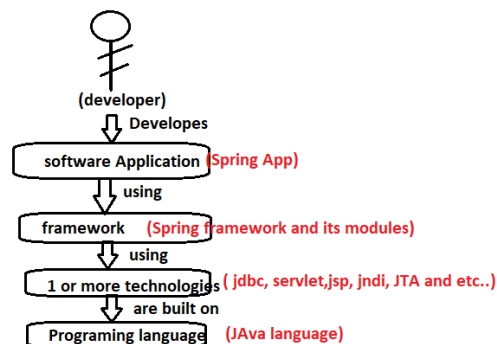 (developer)
Developes
software Application (Spring App)
using
framework (Spring framework and its modules)
using
1 or more technologies ( jdbc, servlet,jsp, jndi, JTA and etc..)
are built on
Programing language (JAva language)